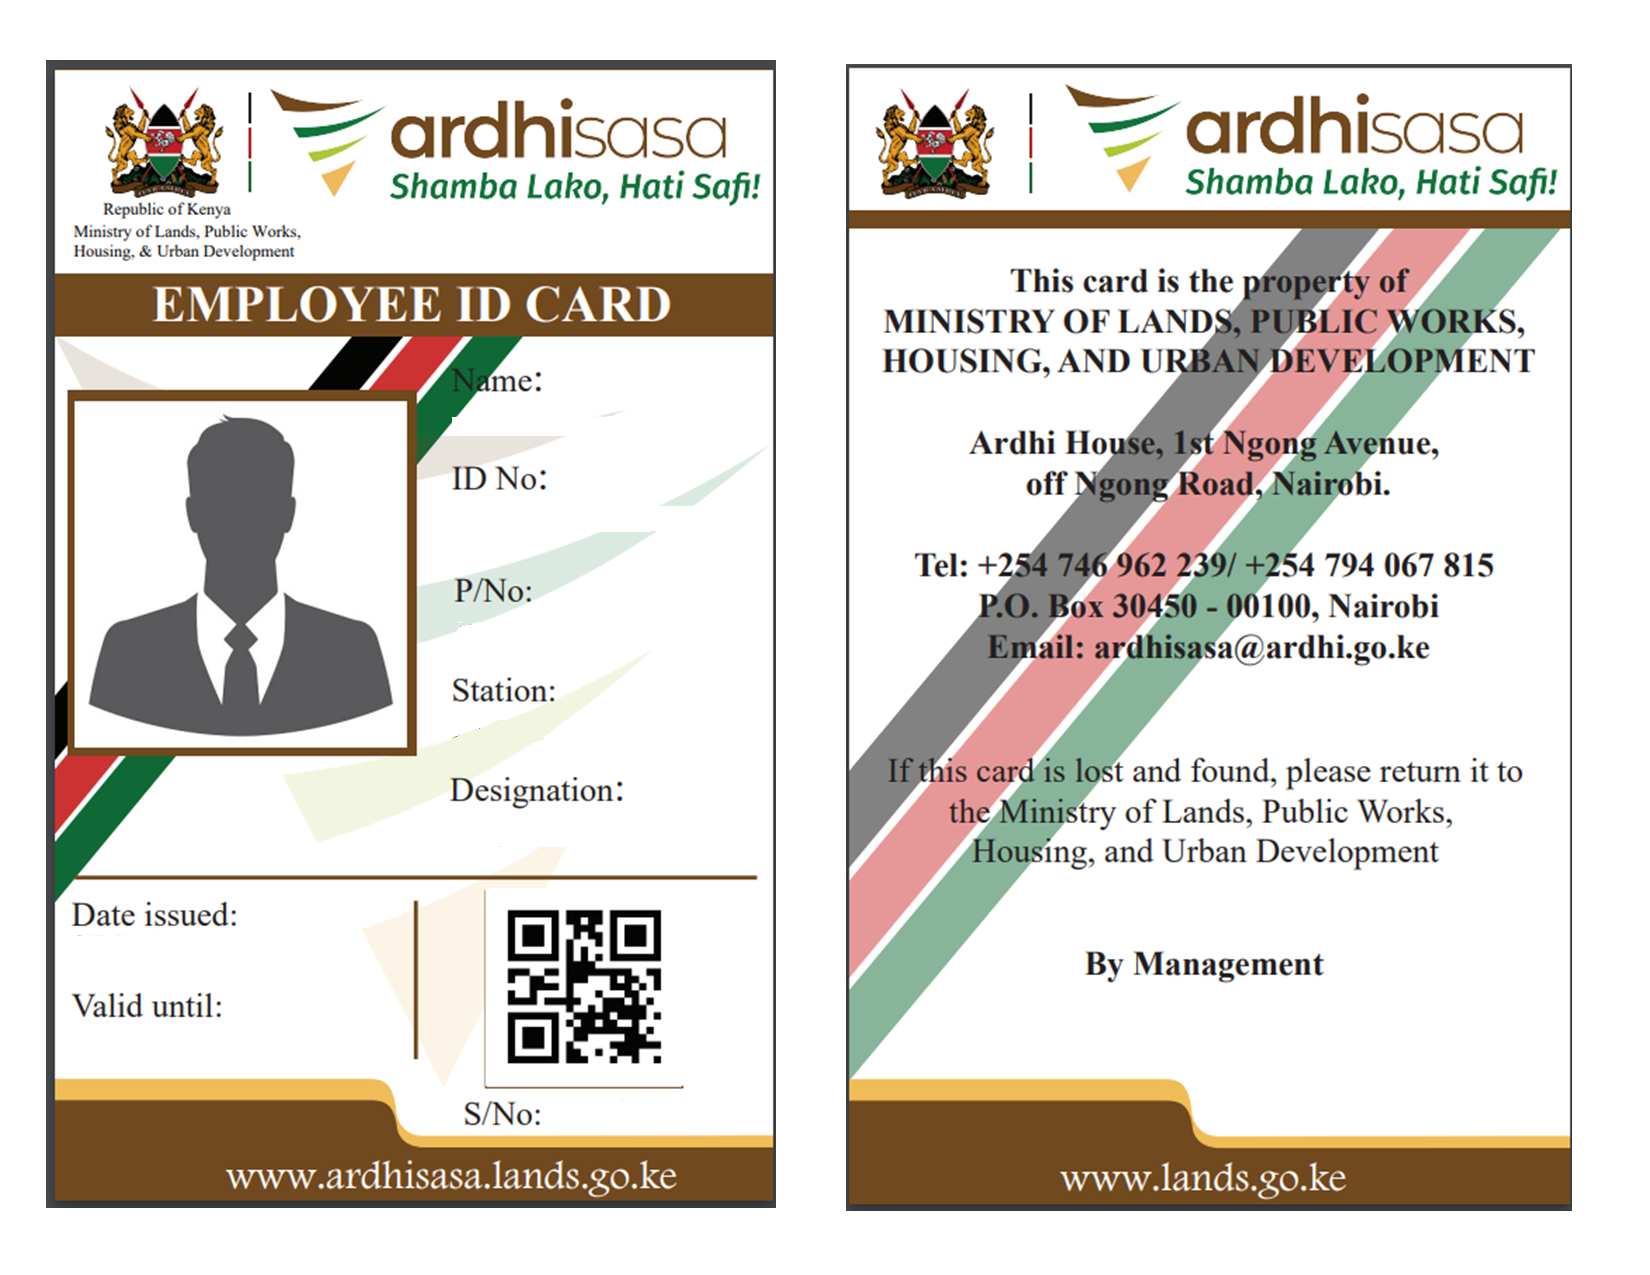 ardhisasa
Shamba Lako, Hati Safi!
Republic of Kenya
Ministry of Lands, Public Works,
Housing, & Urban Development
EMPLOYEE ID CARD
Name:
ID No:
P/No:
Station:
Designation:
Date issued:
Valid until:
S/No:
www.ardhisasa.lands.go.ke
ardhisasa
Shamba Lako, Hati Safi!
This card is the property of
MINISTRY OF LANDS, PUBLIC WORKS,
HOUSING, AND URBAN DEVELOPMENT
Ardhi House, 1st Ngong Avenue,
off Ngong Road, Nairobi.
Tel: +254 746 962 239/ +254 794 067 815
P.O. Box 30450 - 00100, Nairobi
Email: ardhisasa@ardhi.go.ke
If this card is lost and found, please return it to
the Ministry of Lands, Public Works,
Housing, and Urban Development
By Management
www.lands.go.ke